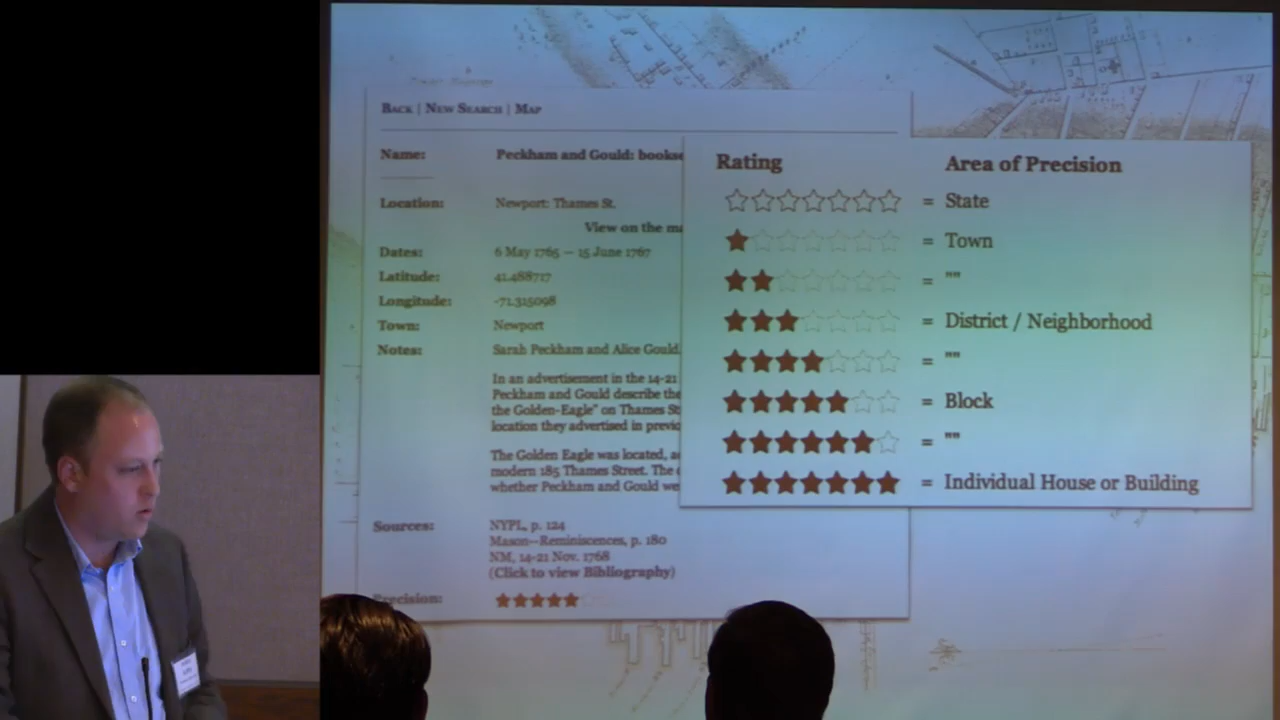 BACK | NEW SEARCH | MAP
Name: Peckham and Gould: bookse
Location: Newport: Thames St.
View on the ma
Dates: 6 May 1765 — 15 June 1767
Latitude: 41.488717
Longitude: -71.315098
Town: Newport
Notes: Sarah Peckham and Alice Gould.
In an advertisement in the 14-21
Peckham and Gould describe the
the Golden-Eagle" on Thames St
location they advertised in previo
The Golden Eagle was located, a
modern 185 Thames Street. The
whether Peckham and Gould we
Sources: NYPL, p. 124
Mason—Reminiscences, p. 180
NM, 14-21 Nov. 1768
(Click to view Bibliography)
Precision: ★★★★★
Rating Area of Precision
☆☆☆☆☆☆☆ = State
★☆☆☆☆☆☆ = Town
★★☆☆☆☆☆ = ""
★★★☆☆☆☆ = District / Neighborhood
★★★★☆☆☆ = ""
★★★★★☆☆ = Block
★★★★★★☆ = ""
★★★★★★★ = Individual House or Building